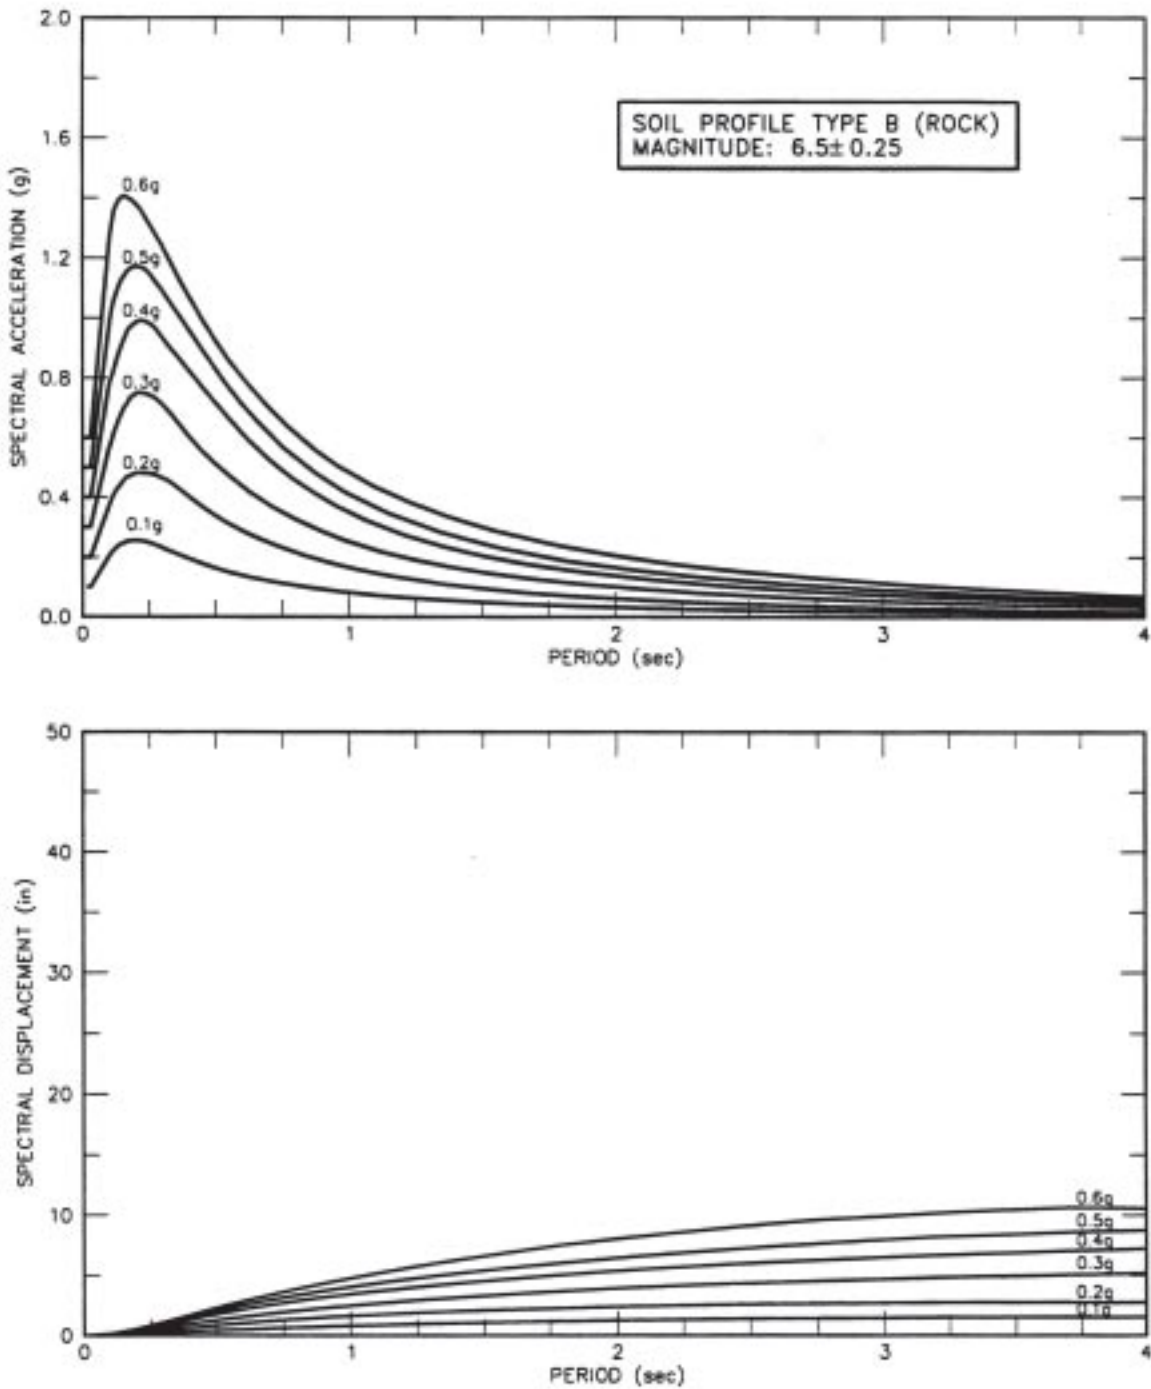 2.0
1.6
1.2
0.8
0.4
0.0
SPECTRAL ACCELERATION (g)
SOIL PROFILE TYPE B (ROCK)
MAGNITUDE: 6.5±0.25
0.6g
0.5g
0.4g
0.3g
0.2g
0.1g
0 1 2 3 4
PERIOD (sec)
50
40
30
20
10
0
SPECTRAL DISPLACEMENT (in)
0.6g
0.5g
0.4g
0.3g
0.2g
0.1g
0 1 2 3 4
PERIOD (sec)